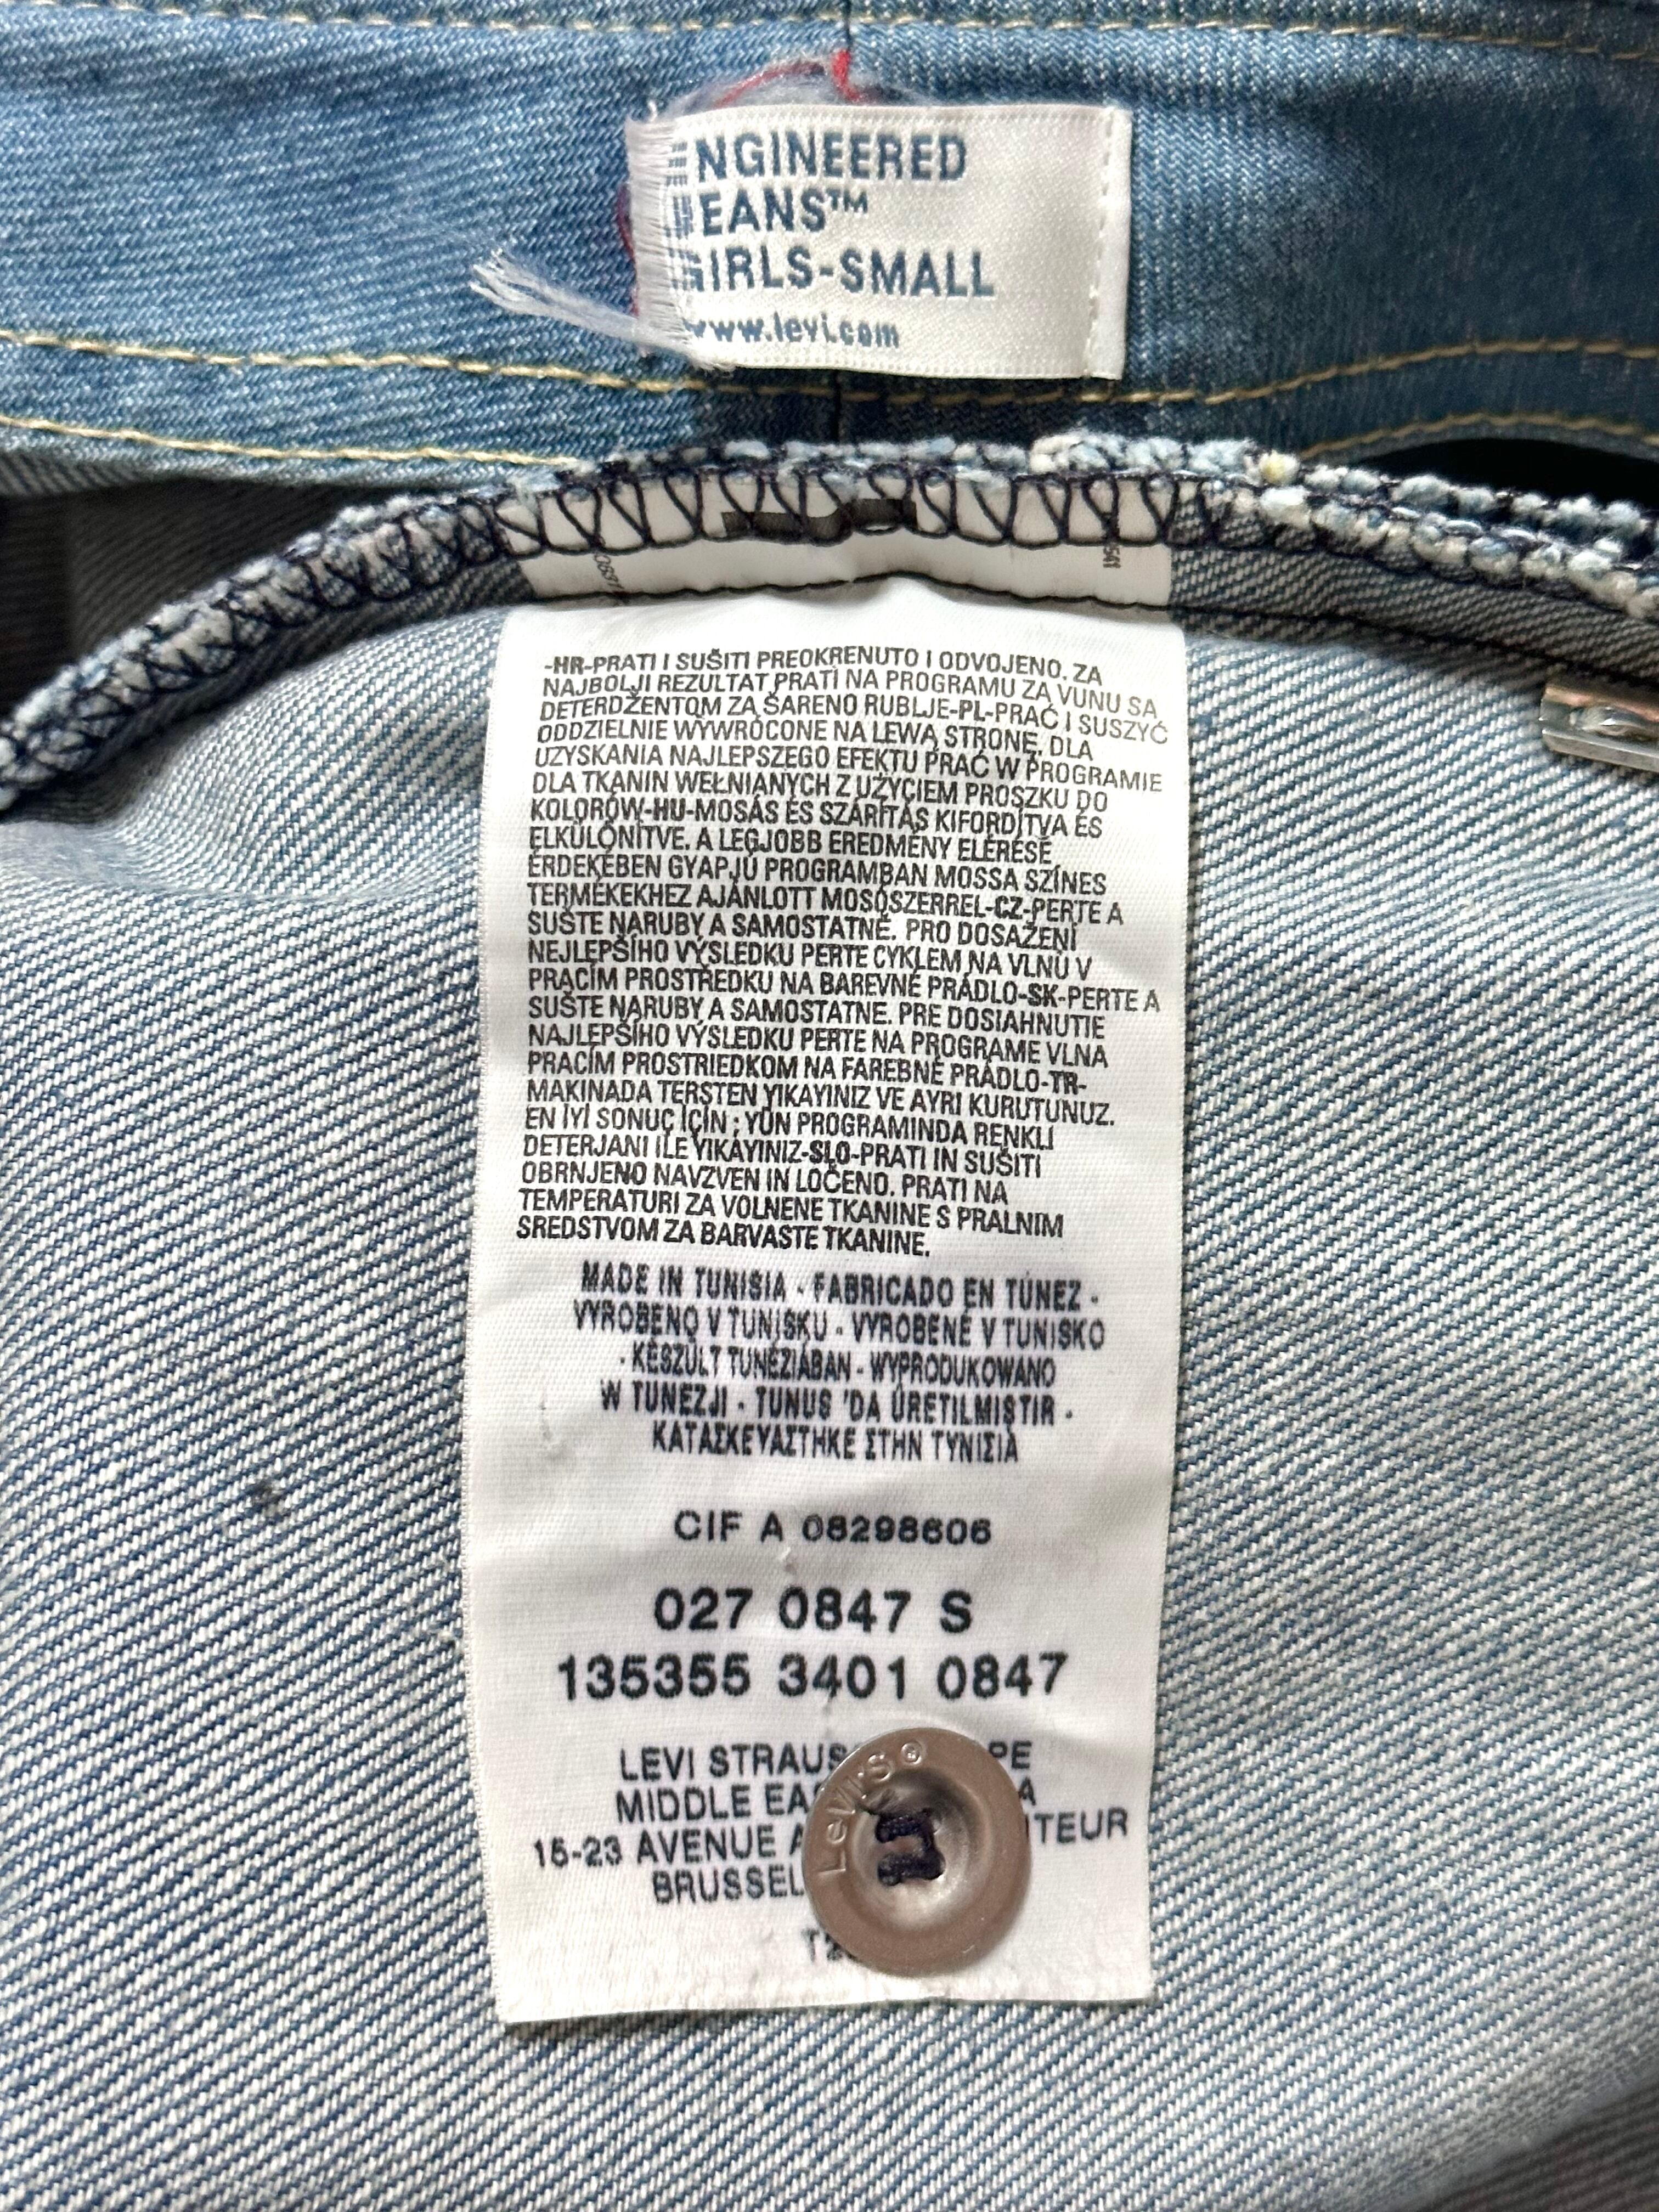 ENGINEERED
JEANS™
GIRLS-SMALL
www.levi.com
-HR-PRATI I SUŠITI PREOKRENUTO I ODVOJENO. ZA
NAJBOLJI REZULTAT PRATI NA PROGRAMU ZA VUNU SA
DETERDŽENTOM ZA ŠARENO RUBLJE-PL-PRAĆ I SUSZYĆ
ODDZIELNIE WYWRÓCONE NA LEWĄ STRONĘ. DLA
UZYSKANIA NAJLEPSZEGO EFEKTU PRAĆ W PROGRAMIE
DLA TKANIN WEŁNIANYCH Z UŻYCIEM PROSZKU DO
KOLORÓW-HU-MOSÁS ÉS SZÁRÍTÁS KIFORDÍTVA ÉS
ELKÜLÖNÍTVE. A LEGJOBB EREDMÉNY ELÉRÉSE
ÉRDEKÉBEN GYAPJÚ PROGRAMBAN MOSSA SZÍNES
TERMÉKEKHEZ AJÁNLOTT MOSÓSZERREL-CZ-PERTE A
SUŠTE NARUBY A SAMOSTATNĚ. PRO DOSAŽENÍ
NEJLEPŠÍHO VÝSLEDKU PERTE CYKLEM NA VLNU V
PRACÍM PROSTŘEDKU NA BAREVNÉ PRÁDLO-SK-PERTE A
SUŠTE NARUBY A SAMOSTATNE. PRE DOSIAHNUTIE
NAJLEPŠÍHO VÝSLEDKU PERTE NA PROGRAME VLNA
PRACÍM PROSTRIEDKOM NA FAREBNÉ PRÁDLO-TR-
MAKINADA TERSTEN YIKAYINIZ VE AYRI KURUTUNUZ.
EN İYİ SONUÇ İÇİN ; YÜN PROGRAMINDA RENKLİ
DETERJANI İLE YIKAYINIZ-SLO-PRATI IN SUŠITI
OBRNJENO NAVZVEN IN LOČENO. PRATI NA
TEMPERATURI ZA VOLNENE TKANINE S PRALNIM
SREDSTVOM ZA BARVASTE TKANINE.
MADE IN TUNISIA - FABRICADO EN TÚNEZ -
VYROBENO V TUNISKU - VYROBENÉ V TUNISKO
- KÉSZÜLT TUNÉZIÁBAN - WYPRODUKOWANO
W TUNEZJI - TUNUS 'DA ÜRETILMIŞTIR -
ΚΑΤΑΣΚΕΥΑΣΤΗΚΕ ΣΤΗΝ ΤΥΝΙΣΙΑ
CIF A 08298606
027 0847 S
135355 3401 0847
LEVI STRAUSS
MIDDLE
15-23 AVENUE
Levi's®